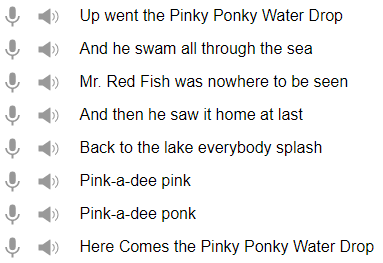 Up went the Pinky Ponky Water Drop
And he swam all through the sea
Mr. Red Fish was nowhere to be seen
And then he saw it home at last
Back to the lake everybody splash
Pink-a-dee pink
Pink-a-dee ponk
Here Comes the Pinky Ponky Water Drop